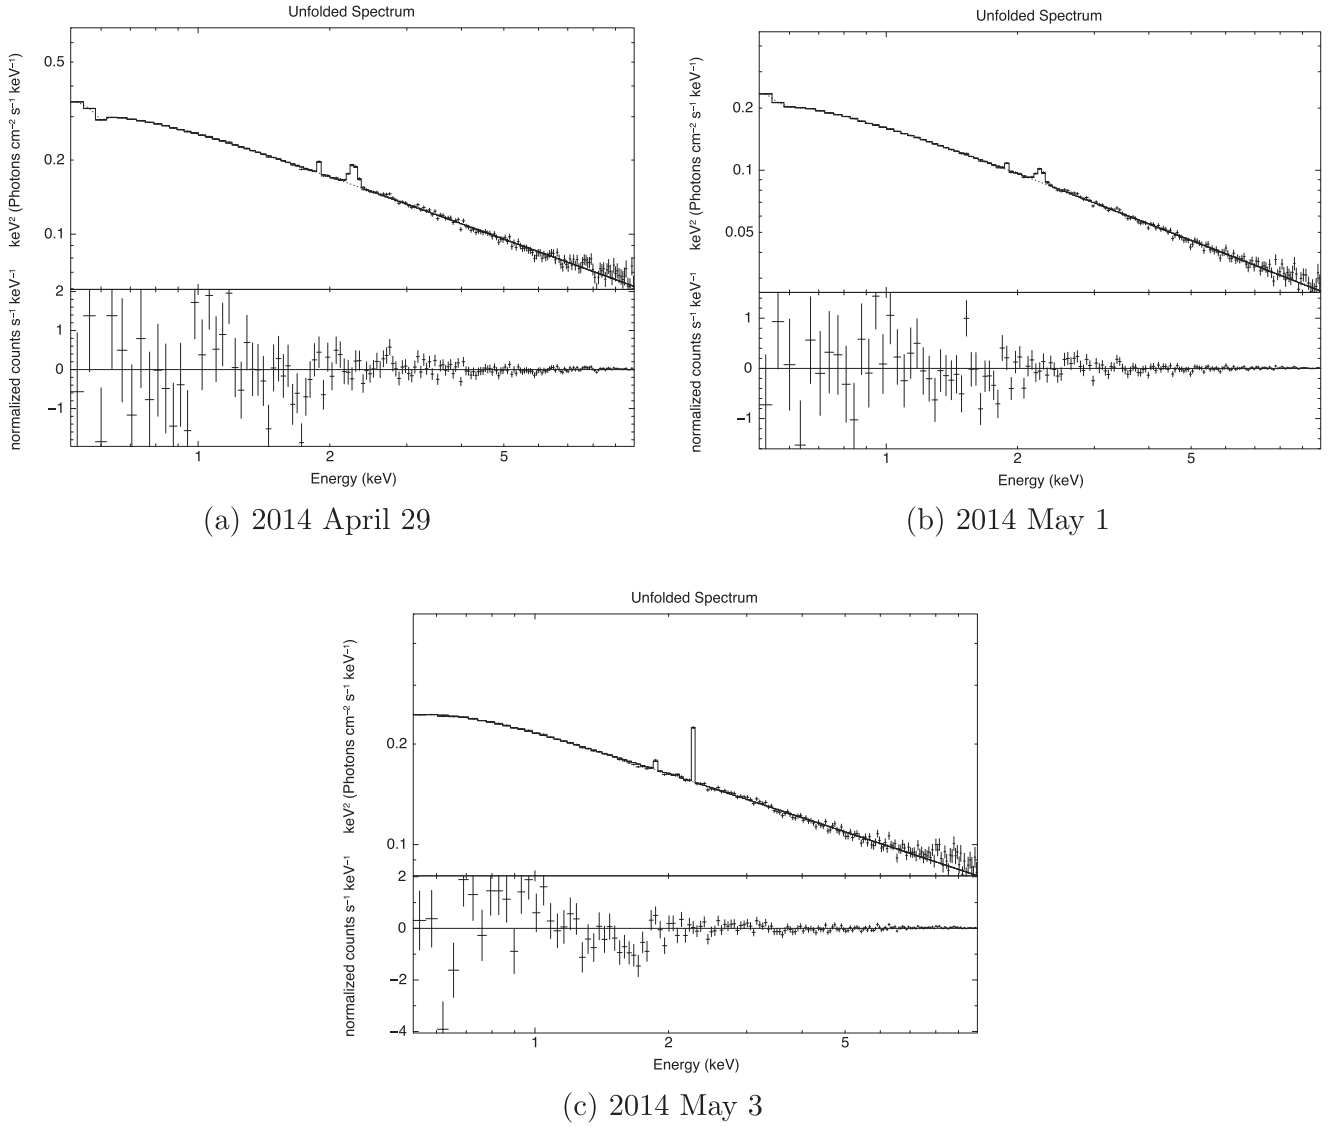 Unfolded Spectrum
keV² (Photons cm⁻² s⁻¹ keV⁻¹)
0.5
0.2
0.1
normalized counts s⁻¹ keV⁻¹
2
1
0
−1
1 2 5
Energy (keV)
(a) 2014 April 29
Unfolded Spectrum
keV² (Photons cm⁻² s⁻¹ keV⁻¹)
0.2
0.1
0.05
normalized counts s⁻¹ keV⁻¹
1
0
−1
1 2 5
Energy (keV)
(b) 2014 May 1
Unfolded Spectrum
keV² (Photons cm⁻² s⁻¹ keV⁻¹)
0.2
0.1
normalized counts s⁻¹ keV⁻¹
2
0
−2
−4
1 2 5
Energy (keV)
(c) 2014 May 3